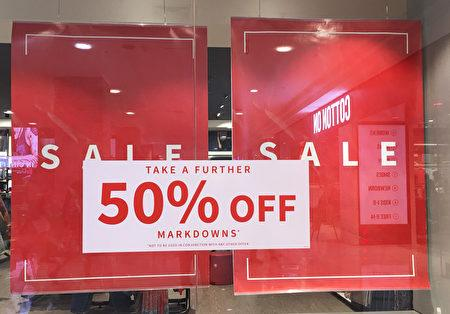 SALE
SALE
TAKE A FURTHER
50% OFF
MARKDOWNS*
*NOT TO BE USED IN CONJUNCTION WITH ANY OTHER OFFER
COTTON ON